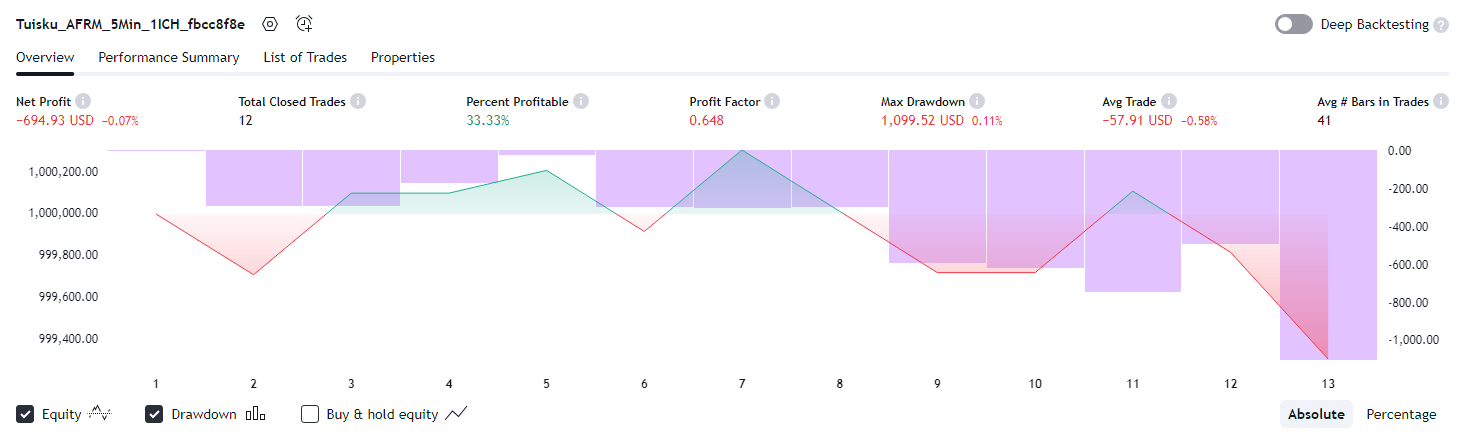 Tuisku_AFRM_5Min_1ICH_fbcc8f8e
Deep Backtesting ?
Overview Performance Summary List of Trades Properties
Net Profit i Total Closed Trades i Percent Profitable i Profit Factor i Max Drawdown i Avg Trade i Avg # Bars in Trades i
−694.93 USD −0.07% 12 33.33% 0.648 1,099.52 USD 0.11% −57.91 USD −0.58% 41
0.00
1,000,200.00
-200.00
1,000,000.00
-400.00
999,800.00
-600.00
999,600.00
-800.00
999,400.00
-1,000.00
1 2 3 4 5 6 7 8 9 10 11 12 13
Equity Drawdown Buy & hold equity Absolute Percentage